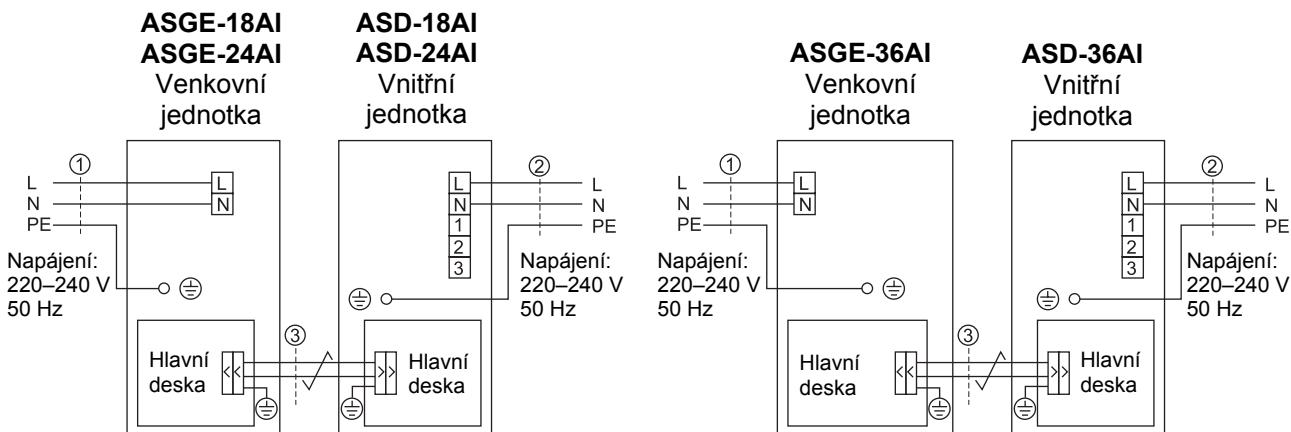 ASGE-18AI
ASGE-24AI
Venkovní
jednotka
ASD-18AI
ASD-24AI
Vnitřní
jednotka
①
L
N
PE
L
N
Napájení:
220–240 V
50 Hz
Hlavní
deska
③
L
N
1
2
3
②
L
N
PE
Napájení:
220–240 V
50 Hz
Hlavní
deska
ASGE-36AI
Venkovní
jednotka
ASD-36AI
Vnitřní
jednotka
①
L
N
PE
L
N
Napájení:
220–240 V
50 Hz
Hlavní
deska
③
L
N
1
2
3
②
L
N
PE
Napájení:
220–240 V
50 Hz
Hlavní
deska